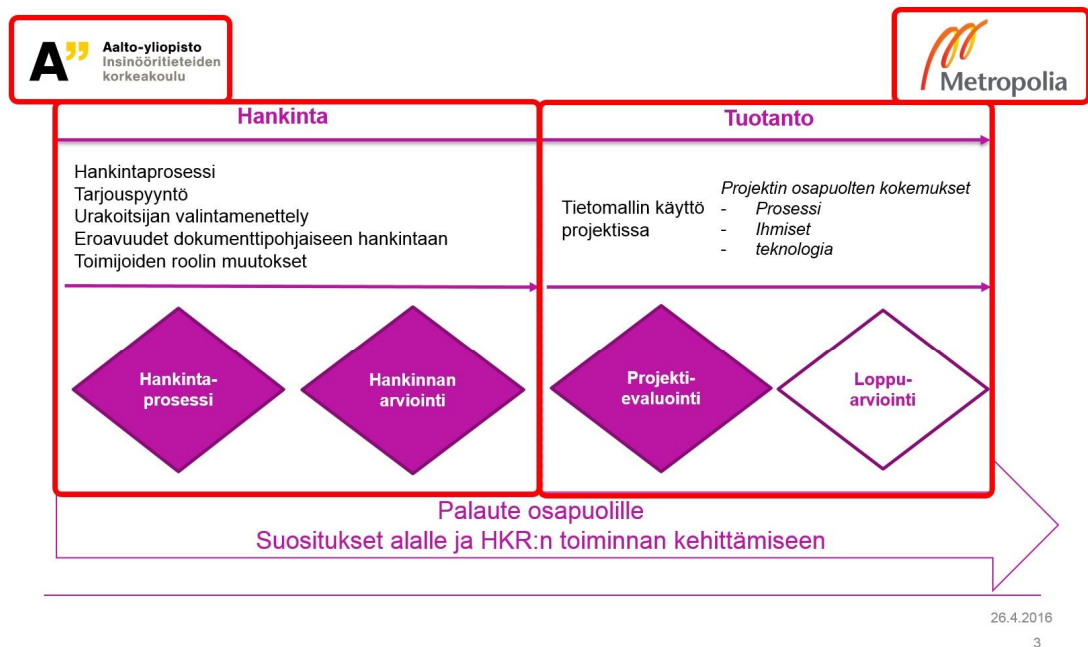 A”
Aalto-yliopisto
Insinööritieteiden
korkeakoulu
Metropolia
Hankinta
Tuotanto
Hankintaprosessi
Tarjouspyyntö
Urakoitsijan valintamenettely
Eroavuudet dokumenttipohjaiseen hankintaan
Toimijoiden roolin muutokset
Tietomallin käyttö
projektissa
Projektin osapuolten kokemukset
- Prosessi
- Ihmiset
- teknologia
Hankinta-
prosessi
Hankinnan
arviointi
Projekti-
evaluointi
Loppu-
arviointi
Palaute osapuolille
Suositukset alalle ja HKR:n toiminnan kehittämiseen
26.4.2016
3